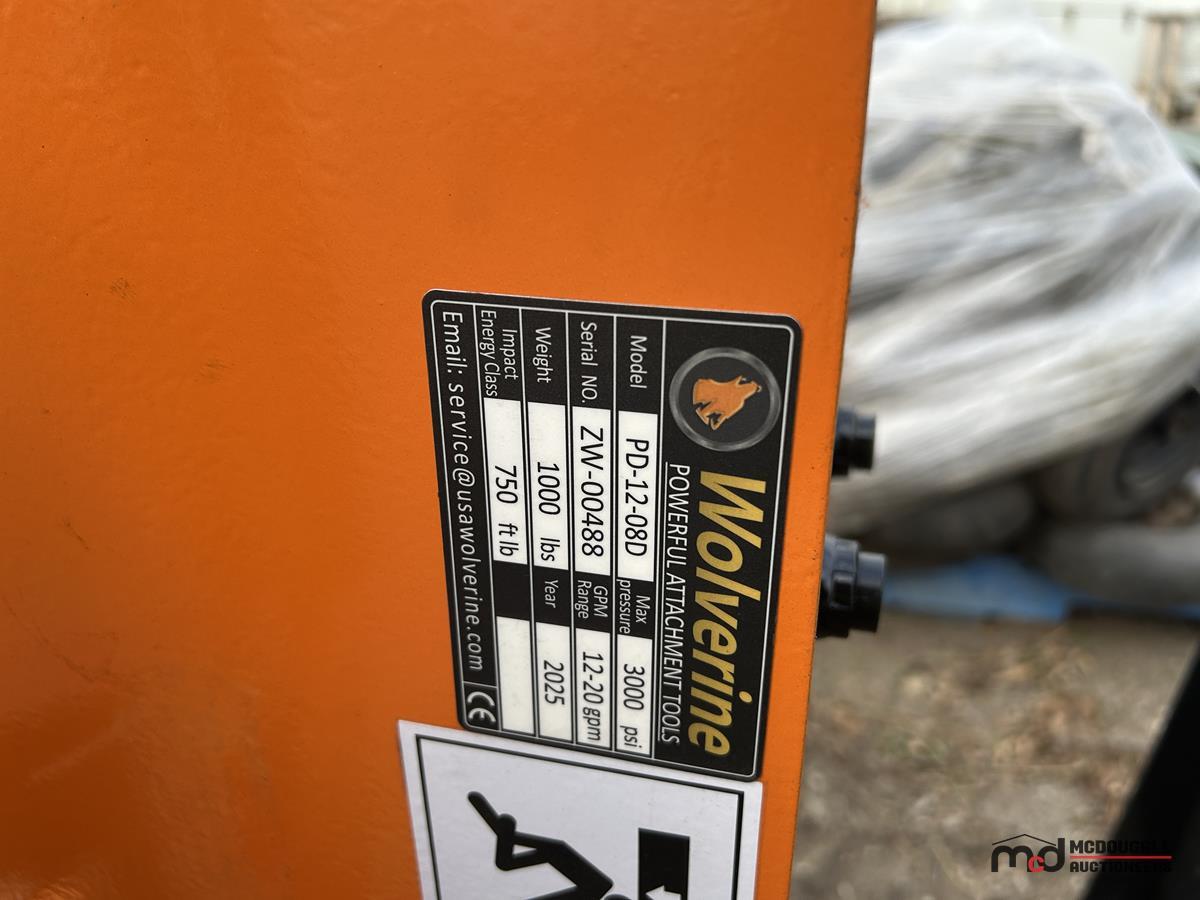 Wolverine
POWERFUL ATTACHMENT TOOLS
Model PD-12-08D Max pressure 3000 psi
Serial NO. ZW-00488 GPM Range 12-20 gpm
Weight 1000 lbs Year 2025
Impact Energy Class 750 ft lb
Email: service@usawolverine.com CE
mcd MCDOUGALL
AUCTIONEERS